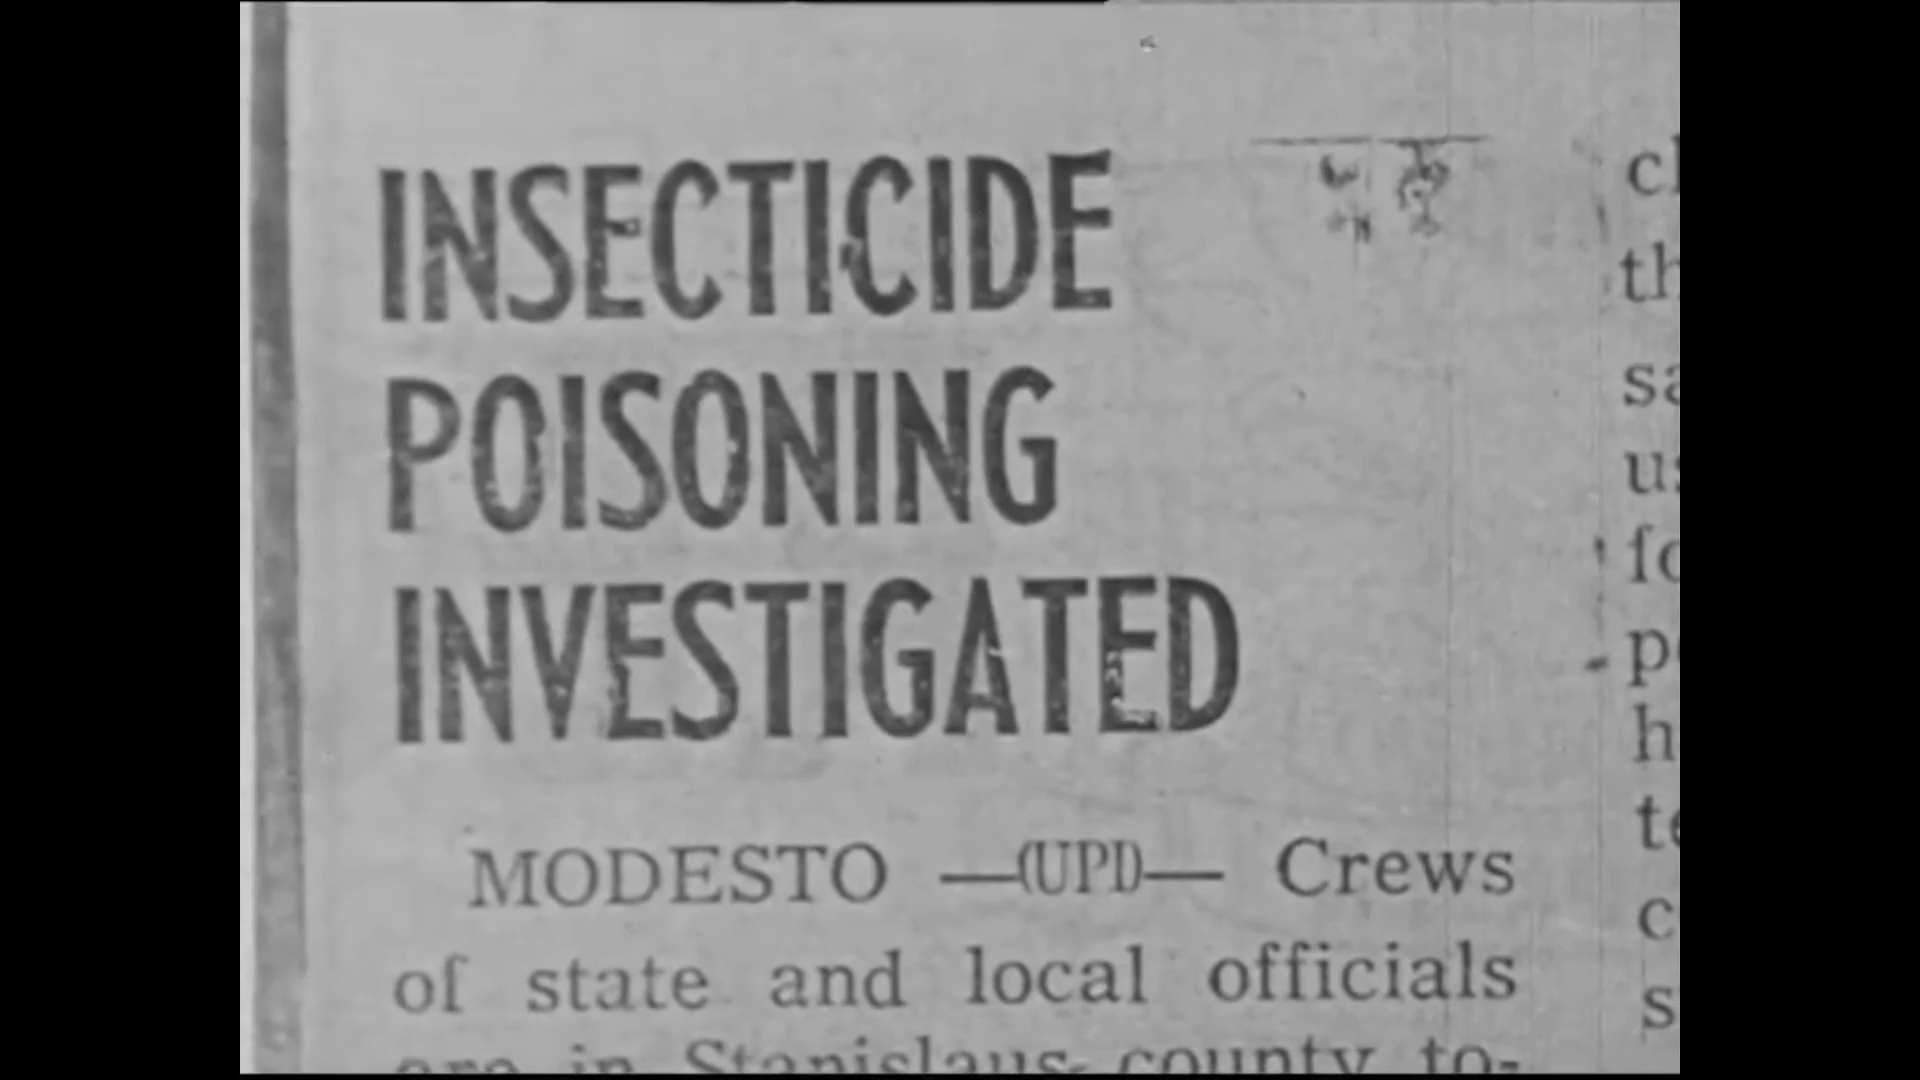 INSECTICIDE
POISONING
INVESTIGATED
MODESTO —(UPI)— Crews
of state and local officials
are in Stanislaus county to-